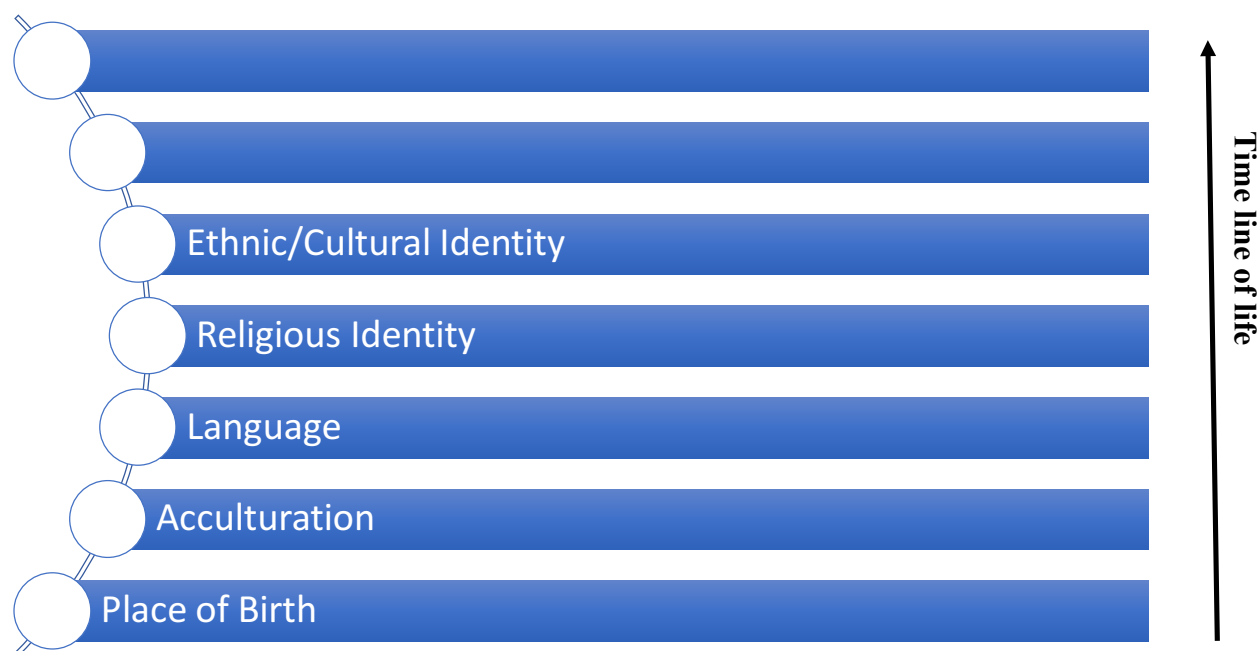 Ethnic/Cultural Identity
Religious Identity
Language
Acculturation
Place of Birth
Time line of life